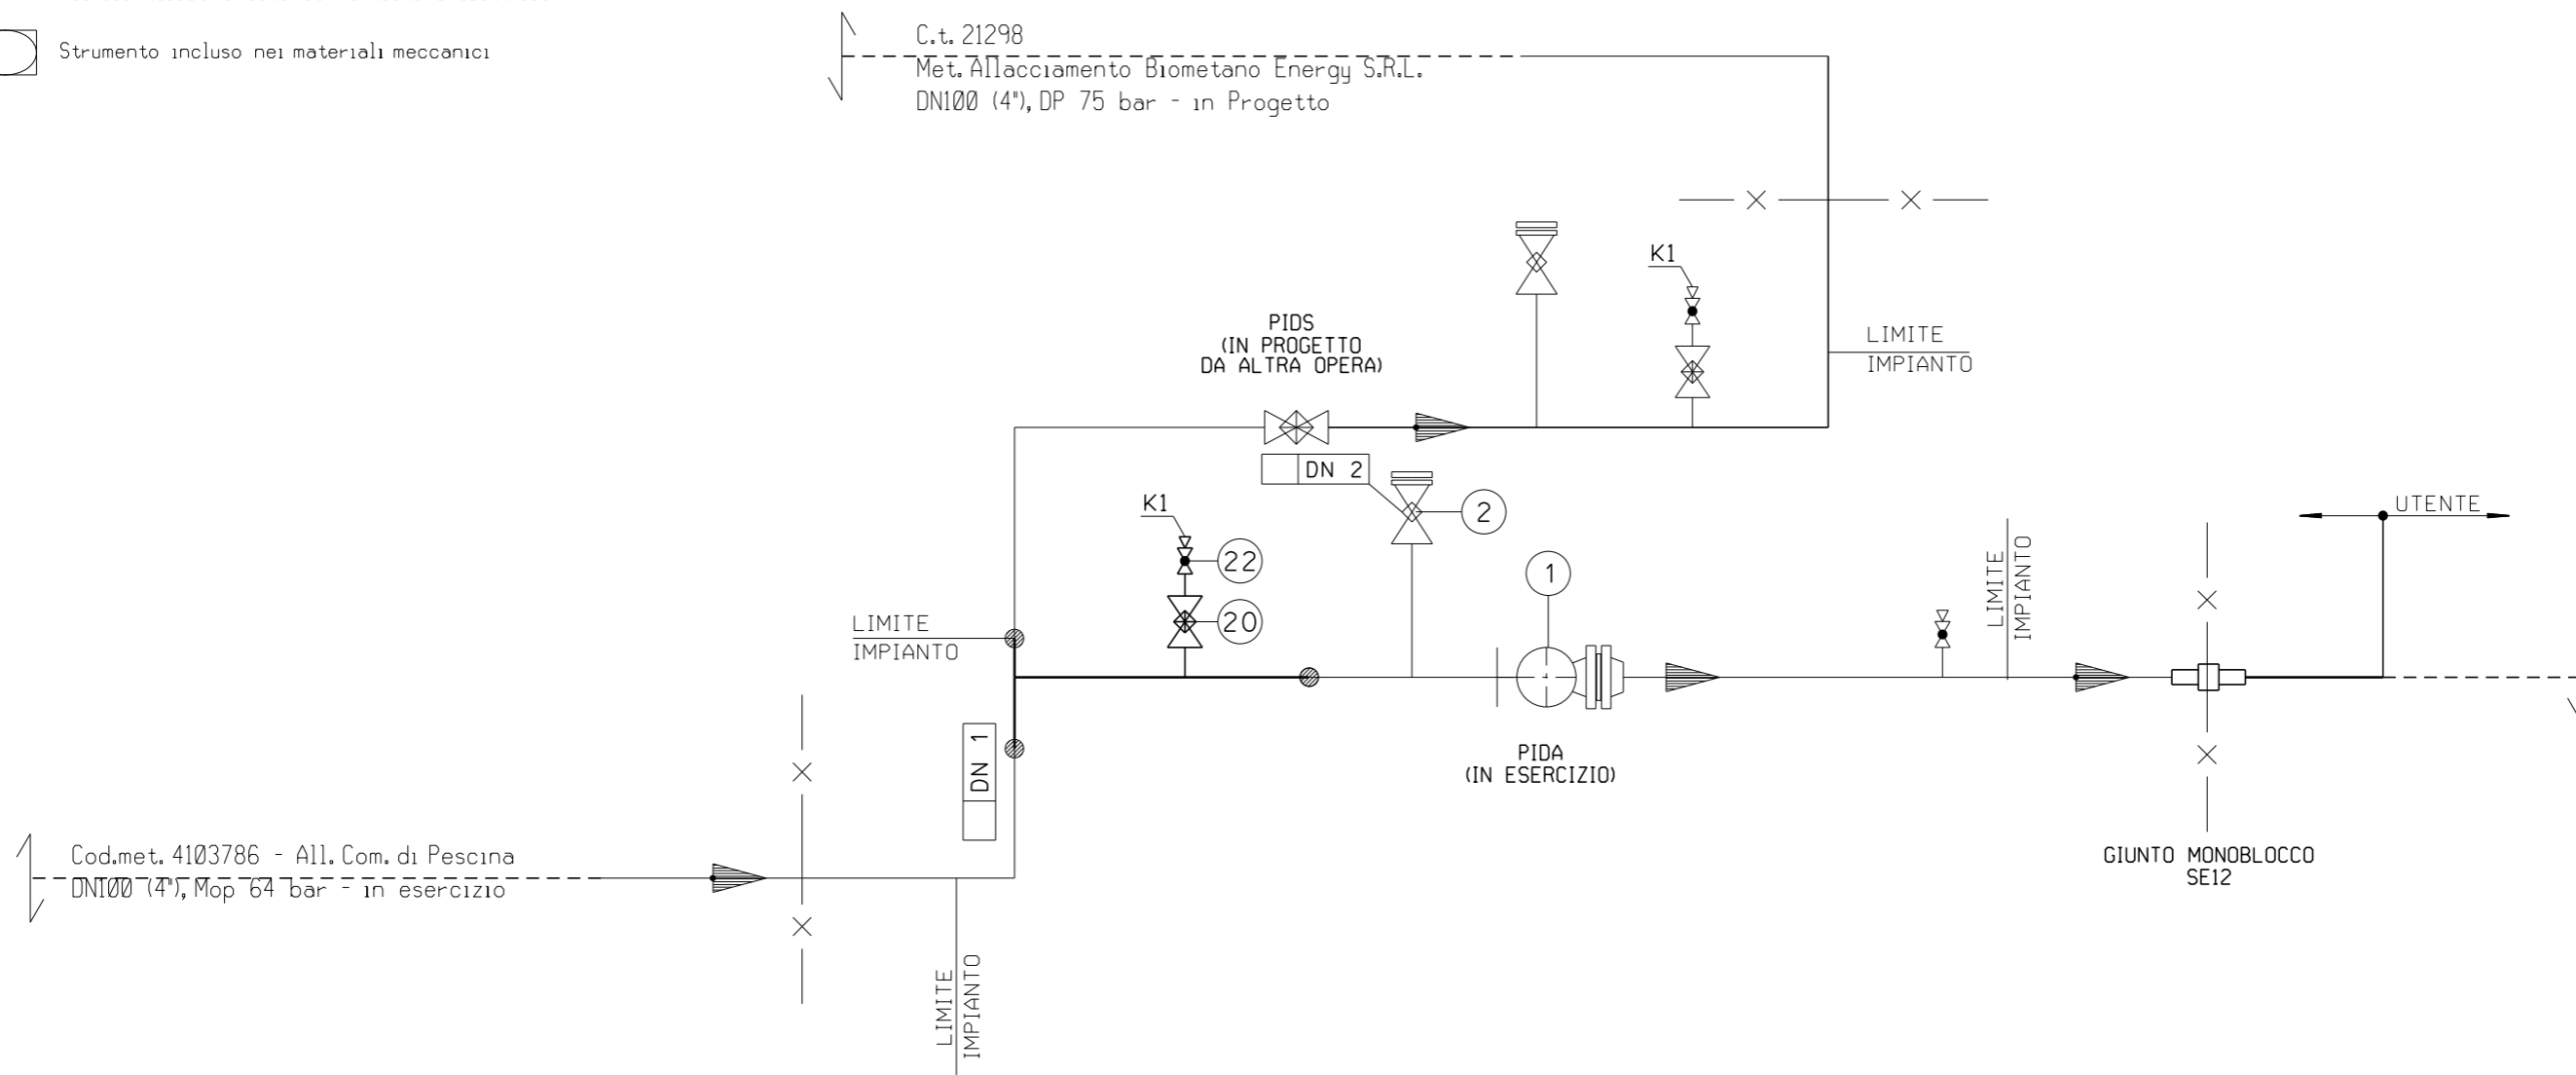 Strumento incluso nei materiali meccanici
C.t. 21298
Met. Allacciamento Biometano Energy S.R.L.
DN100 (4"), DP 75 bar - in Progetto
K1
PIDS
(IN PROGETTO
DA ALTRA OPERA)
LIMITE
IMPIANTO
DN 2
2
K1
22
20
1
UTENTE
LIMITE
IMPIANTO
LIMITE
IMPIANTO
DN 1
PIDA
(IN ESERCIZIO)
Cod.met. 4103786 - All. Com. di Pescina
DN100 (4"), Mop 64 bar - in esercizio
GIUNTO MONOBLOCCO
SE12
LIMITE
IMPIANTO